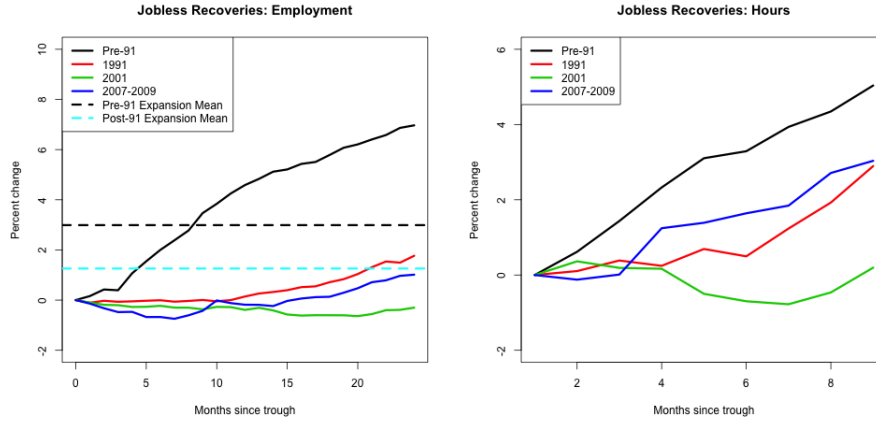 Jobless Recoveries: Employment
Percent change
10
8
6
4
2
0
-2
Pre-91
1991
2001
2007-2009
Pre-91 Expansion Mean
Post-91 Expansion Mean
0 5 10 15 20
Months since trough
Jobless Recoveries: Hours
Percent change
6
4
2
0
-2
Pre-91
1991
2001
2007-2009
2 4 6 8
Months since trough